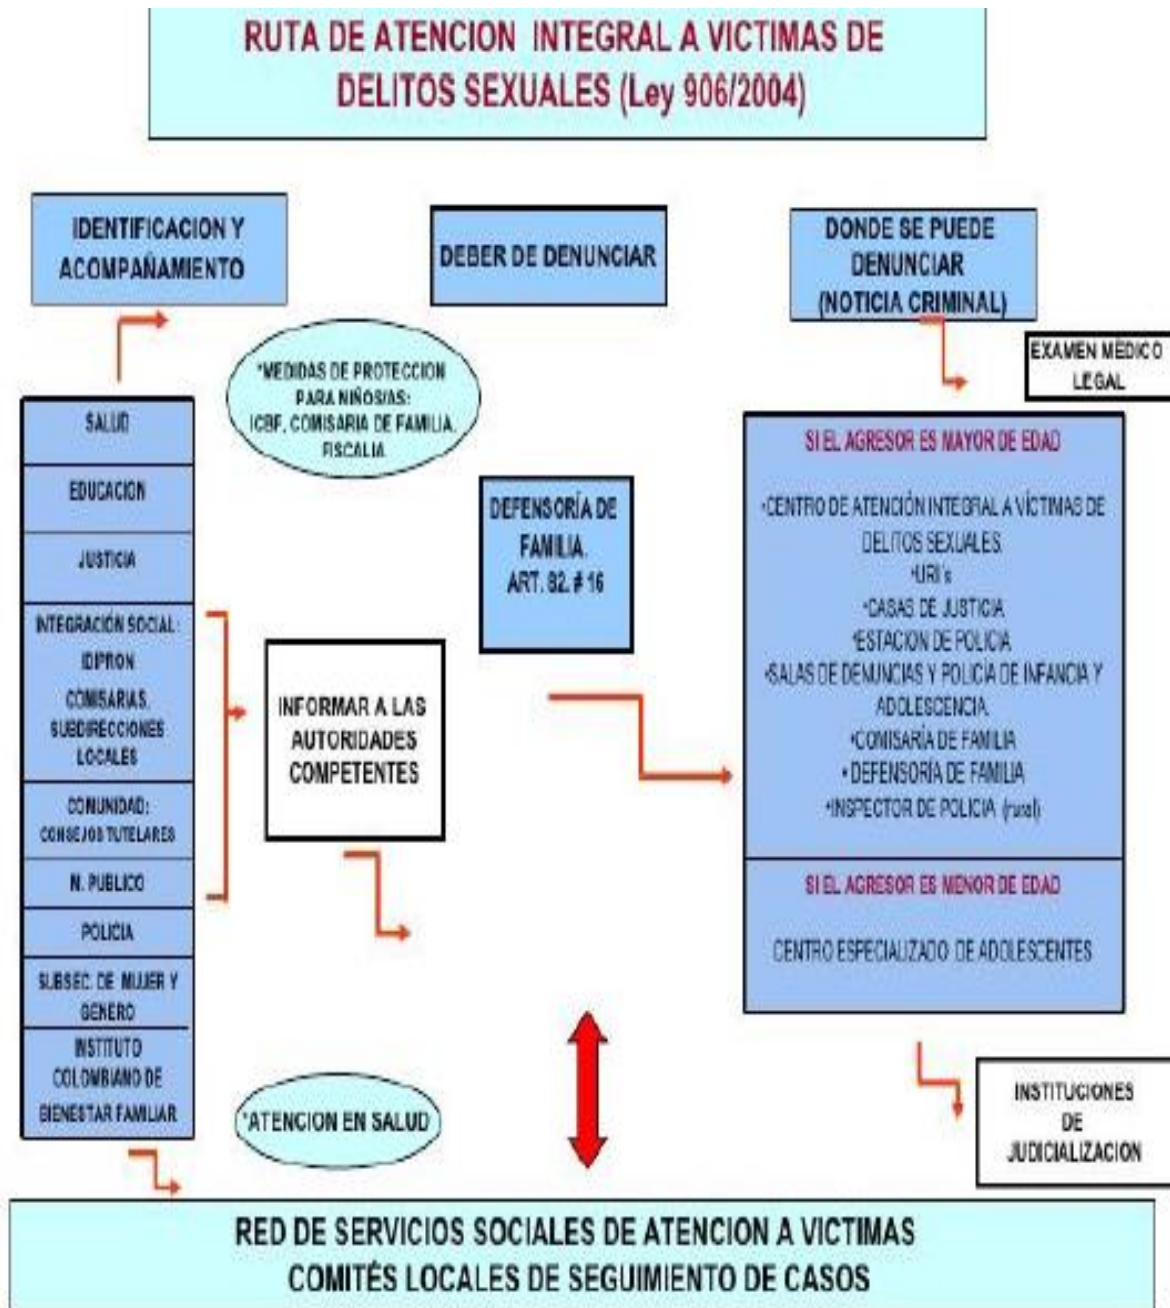 RUTA DE ATENCION INTEGRAL A VICTIMAS DE
DELITOS SEXUALES (Ley 906/2004)
IDENTIFICACION Y
ACOMPAÑAMIENTO
DEBER DE DENUNCIAR
DONDE SE PUEDE
DENUNCIAR
(NOTICIA CRIMINAL)
EXAMEN MEDICO
LEGAL
*MEDIDAS DE PROTECCION
PARA NIÑOS/AS:
ICBF, COMISARIA DE FAMILIA,
FISCALIA
SALUD
EDUCACION
JUSTICIA
INTEGRACIÓN SOCIAL:
IDIPRON
COMISARIAS,
SUBDIRECCIONES
LOCALES
COMUNIDAD:
CONSEJOS TUTELARES
M. PUBLICO
POLICIA
SUBSEC. DE MUJER Y
GENERO
INSTITUTO
COLOMBIANO DE
BIENESTAR FAMILIAR
INFORMAR A LAS
AUTORIDADES
COMPETENTES
DEFENSORÍA DE
FAMILIA.
ART. 82. # 16
SI EL AGRESOR ES MAYOR DE EDAD
•CENTRO DE ATENCIÓN INTEGRAL A VÍCTIMAS DE
DELITOS SEXUALES.
•URI´s
•CASAS DE JUSTICIA
•ESTACION DE POLICIA
•SALAS DE DENUNCIAS Y POLICIA DE INFANCIA Y
ADOLESCENCIA.
•COMISARÍA DE FAMILIA
• DEFENSORÍA DE FAMILIA
•INSPECTOR DE POLICIA (rural)
SI EL AGRESOR ES MENOR DE EDAD
CENTRO ESPECIALIZADO DE ADOLESCENTES
*ATENCION EN SALUD
INSTITUCIONES
DE
JUDICIALIZACION
RED DE SERVICIOS SOCIALES DE ATENCION A VICTIMAS
COMITÉS LOCALES DE SEGUIMIENTO DE CASOS